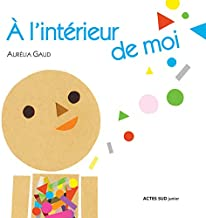 À l'intérieur
de moi
AURÉLIA GAUD
ACTES SUD junior